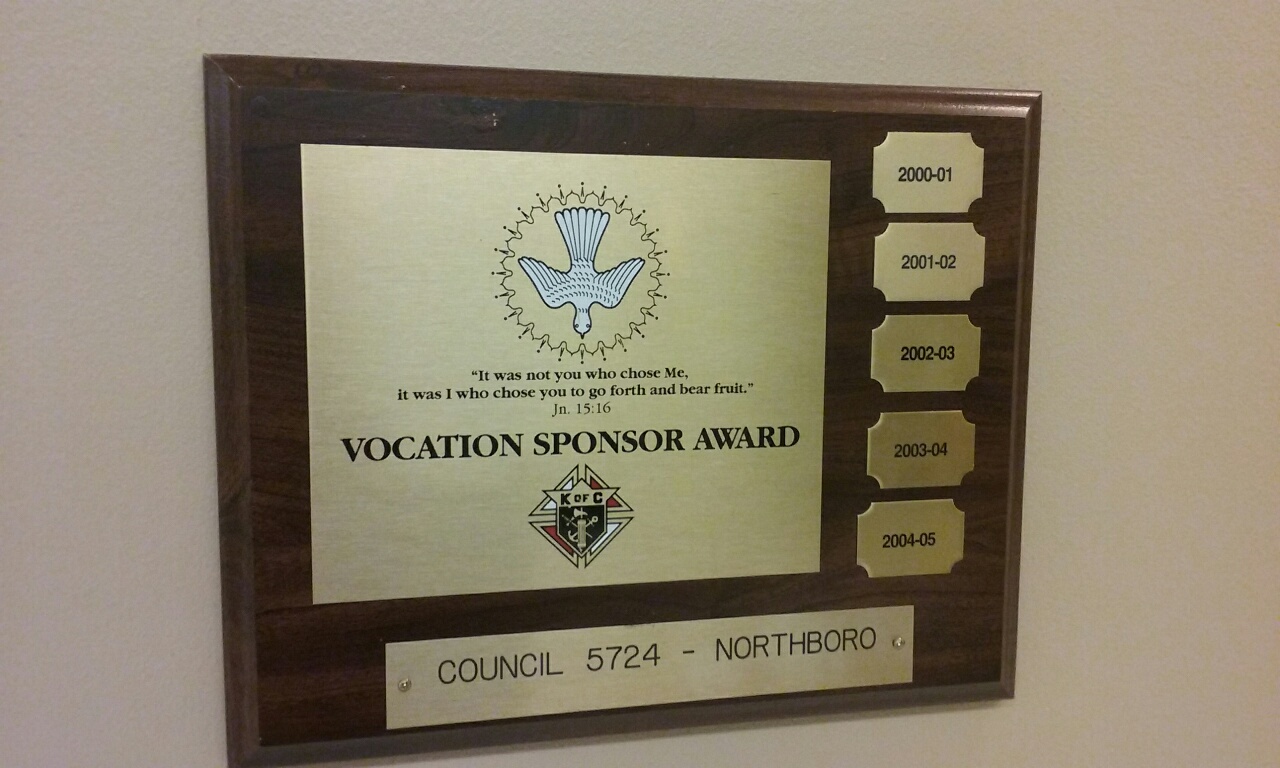 “It was not you who chose Me,
it was I who chose you to go forth and bear fruit.”
Jn. 15:16
VOCATION SPONSOR AWARD
K OF C
COUNCIL 5724 - NORTHBORO
2000-01
2001-02
2002-03
2003-04
2004-05